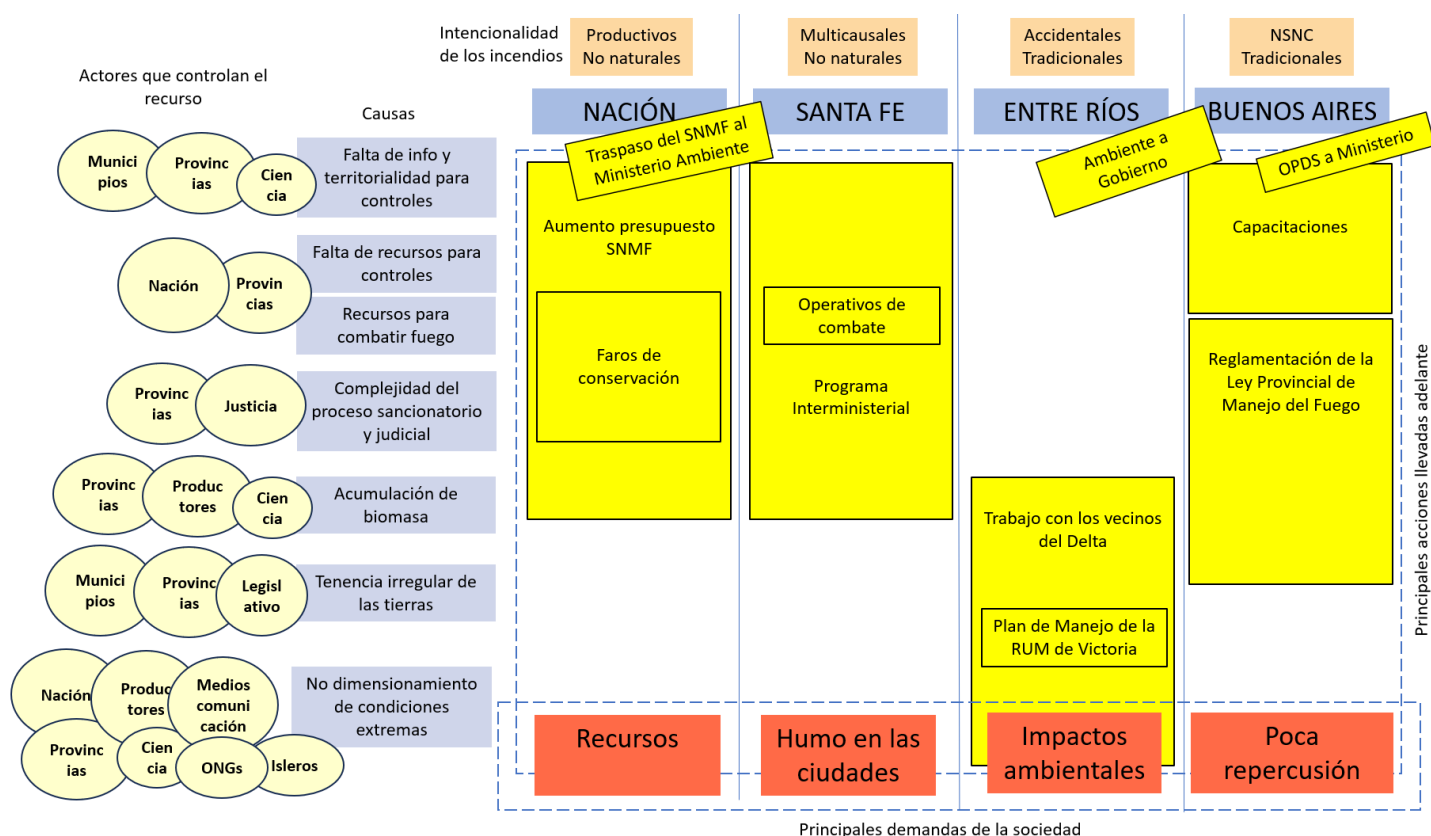 Intencionalidad
de los incendios
Productivos
No naturales
Multicausales
No naturales
Accidentales
Tradicionales
NSNC
Tradicionales
Actores que controlan el
recurso
Causas
NACIÓN
SANTA FE
ENTRE RÍOS
BUENOS AIRES
Traspaso del SNMF al
Ministerio Ambiente
Ambiente a
Gobierno
OPDS a Ministerio
Munici
pios
Provinc
ias
Cien
cia
Falta de info y
territorialidad para
controles
Aumento presupuesto
SNMF
Capacitaciones
Nación
Provin
cias
Falta de recursos para
controles
Recursos para
combatir fuego
Faros de
conservación
Operativos de
combate
Programa
Interministerial
Reglamentación de la
Ley Provincial de
Manejo del Fuego
Provinc
ias
Justicia
Complejidad del
proceso sancionatorio
y judicial
Provinc
ias
Produc
tores
Cien
cia
Acumulación de
biomasa
Trabajo con los vecinos
del Delta
Munici
pios
Provinc
ias
Legisl
ativo
Tenencia irregular de
las tierras
Plan de Manejo de la
RUM de Victoria
Nación
Produc
tores
Medios
comuni
cación
Provinc
ias
Cien
cia
ONGs
Isleros
No dimensionamiento
de condiciones
extremas
Recursos
Humo en las
ciudades
Impactos
ambientales
Poca
repercusión
Principales acciones llevadas adelante
Principales demandas de la sociedad